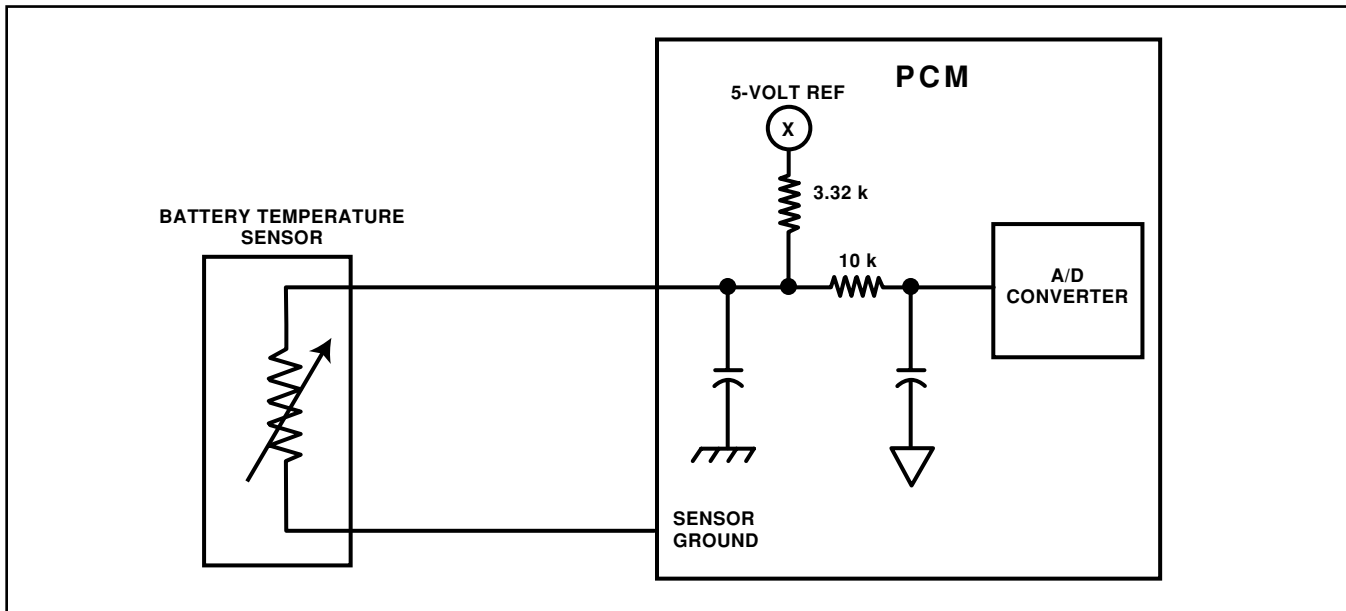 PCM
5-VOLT REF
X
3.32 k
BATTERY TEMPERATURE
SENSOR
10 k
A/D
CONVERTER
SENSOR
GROUND